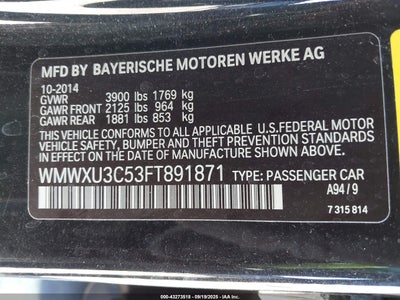 MFD BY BAYERISCHE MOTOREN WERKE AG
10-2014
GVWR 3900 lbs 1769 kg
GAWR FRONT 2125 lbs 964 kg
GAWR REAR 1881 lbs 853 kg
THIS VEHICLE CONFORMS TO ALL APPLICABLE
U.S.FEDERAL MOTOR
VEHICLE SAFETY, BUMPER AND THEFT
PREVENTION STANDARDS IN EFFECT ON THE
DATE OF MANUFACTURE SHOWN ABOVE.
WMWXU3C53FT891871 TYPE: PASSENGER CAR
A94 / 9
7 315 814
00-43273518 - 09/19/2025 - IAA Inc.